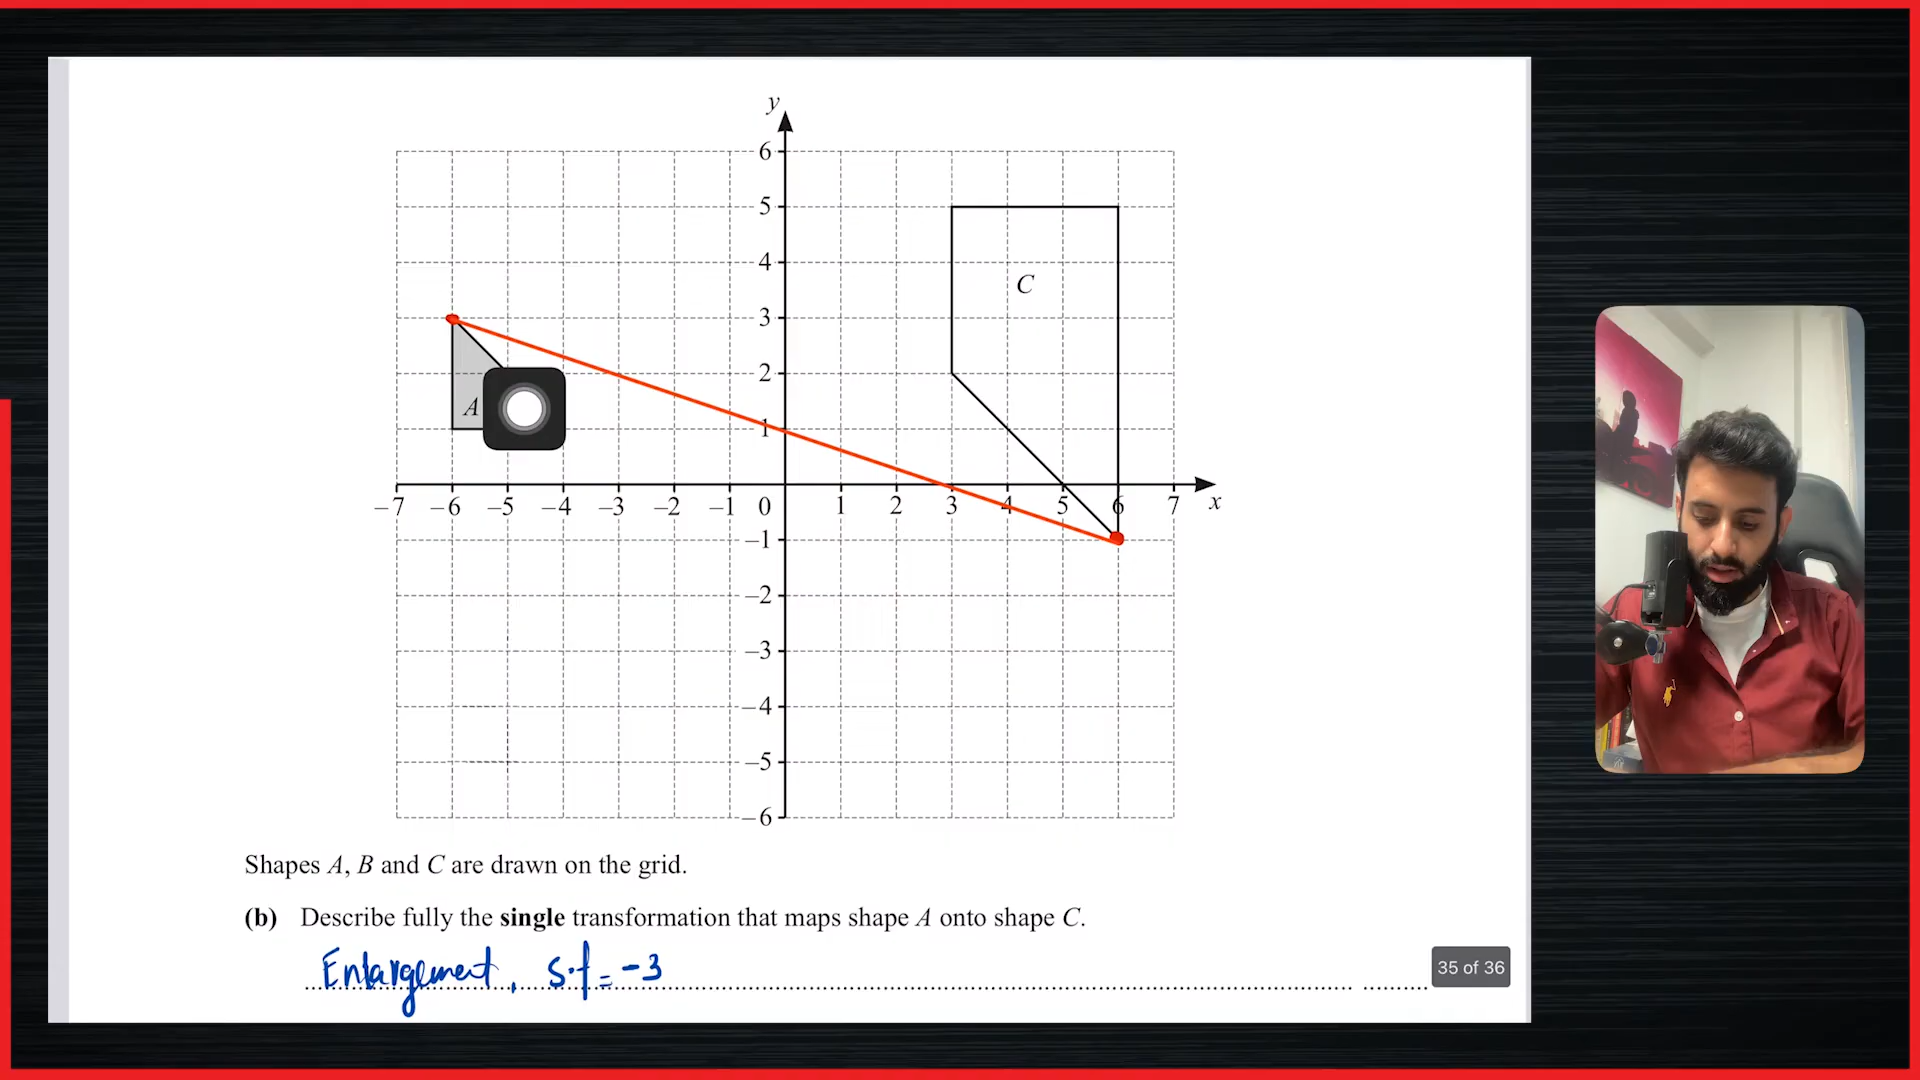 y
6
5
4
C
3
2
A
1
–7 –6 –5 –4 –3 –2 –1 0 1 2 3 4 5 6 7 x
–1
–2
–3
–4
–5
–6
Shapes A, B and C are drawn on the grid.
(b) Describe fully the single transformation that maps shape A onto shape C.
Enlargement, s.f = -3
35 of 36